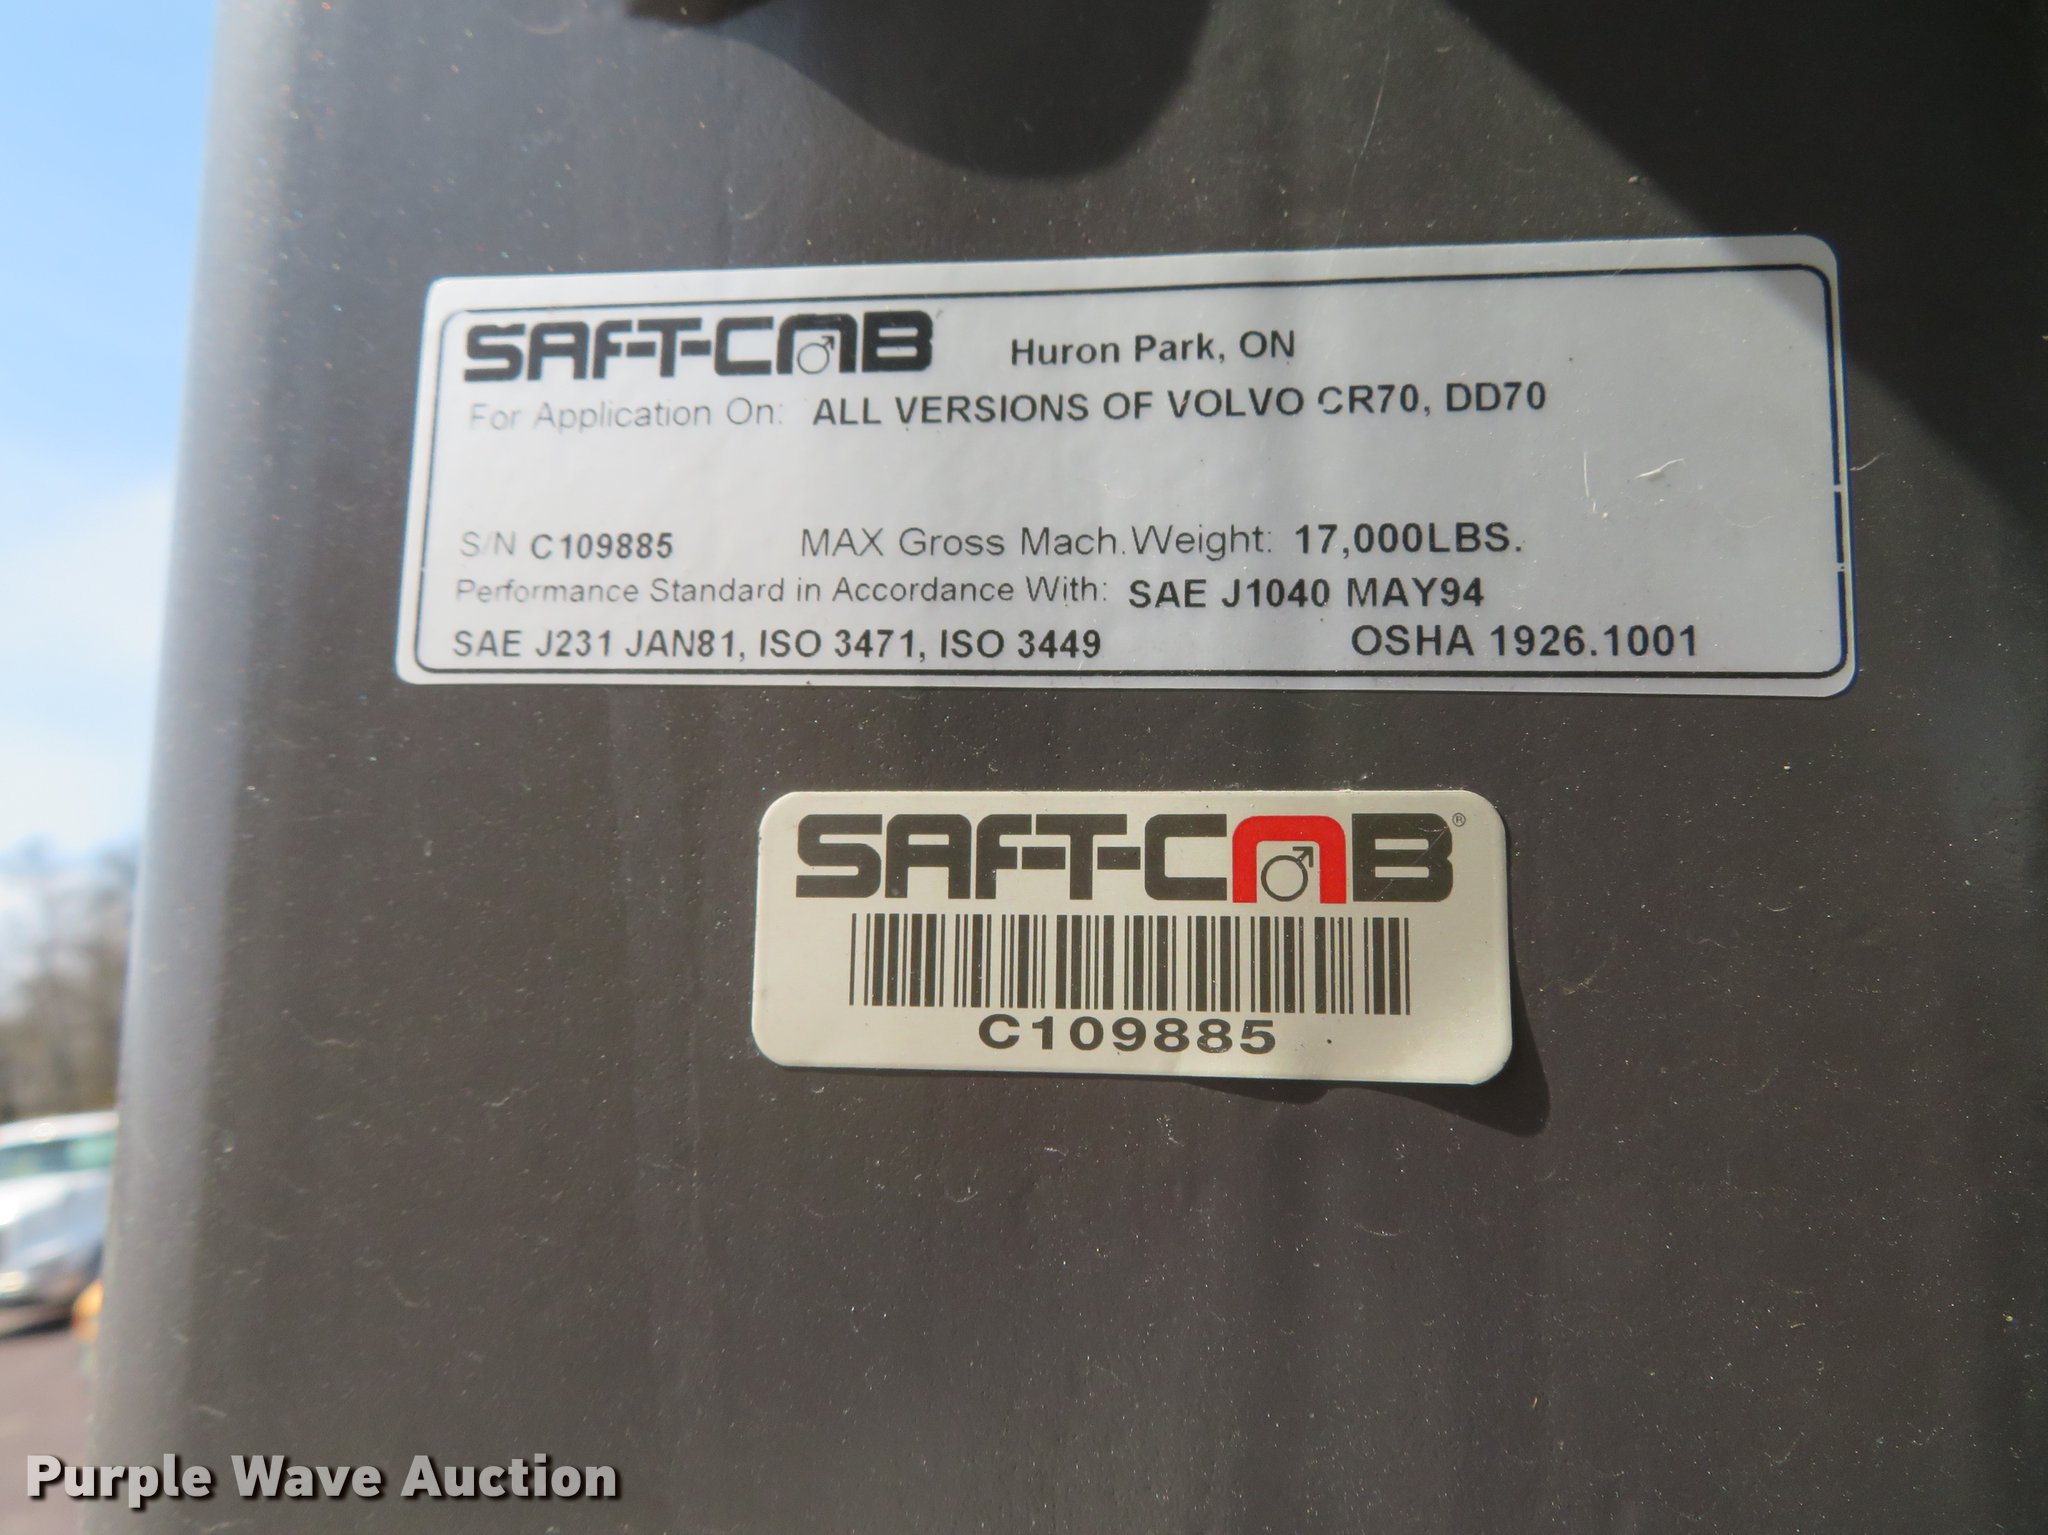 SAF-T-CAB Huron Park, ON
For Application On: ALL VERSIONS OF VOLVO CR70, DD70
S/N C109885 MAX Gross Mach.Weight: 17,000LBS.
Performance Standard in Accordance With: SAE J1040 MAY94
SAE J231 JAN81, ISO 3471, ISO 3449 OSHA 1926.1001
SAF-T-CAB®
C109885
Purple Wave Auction